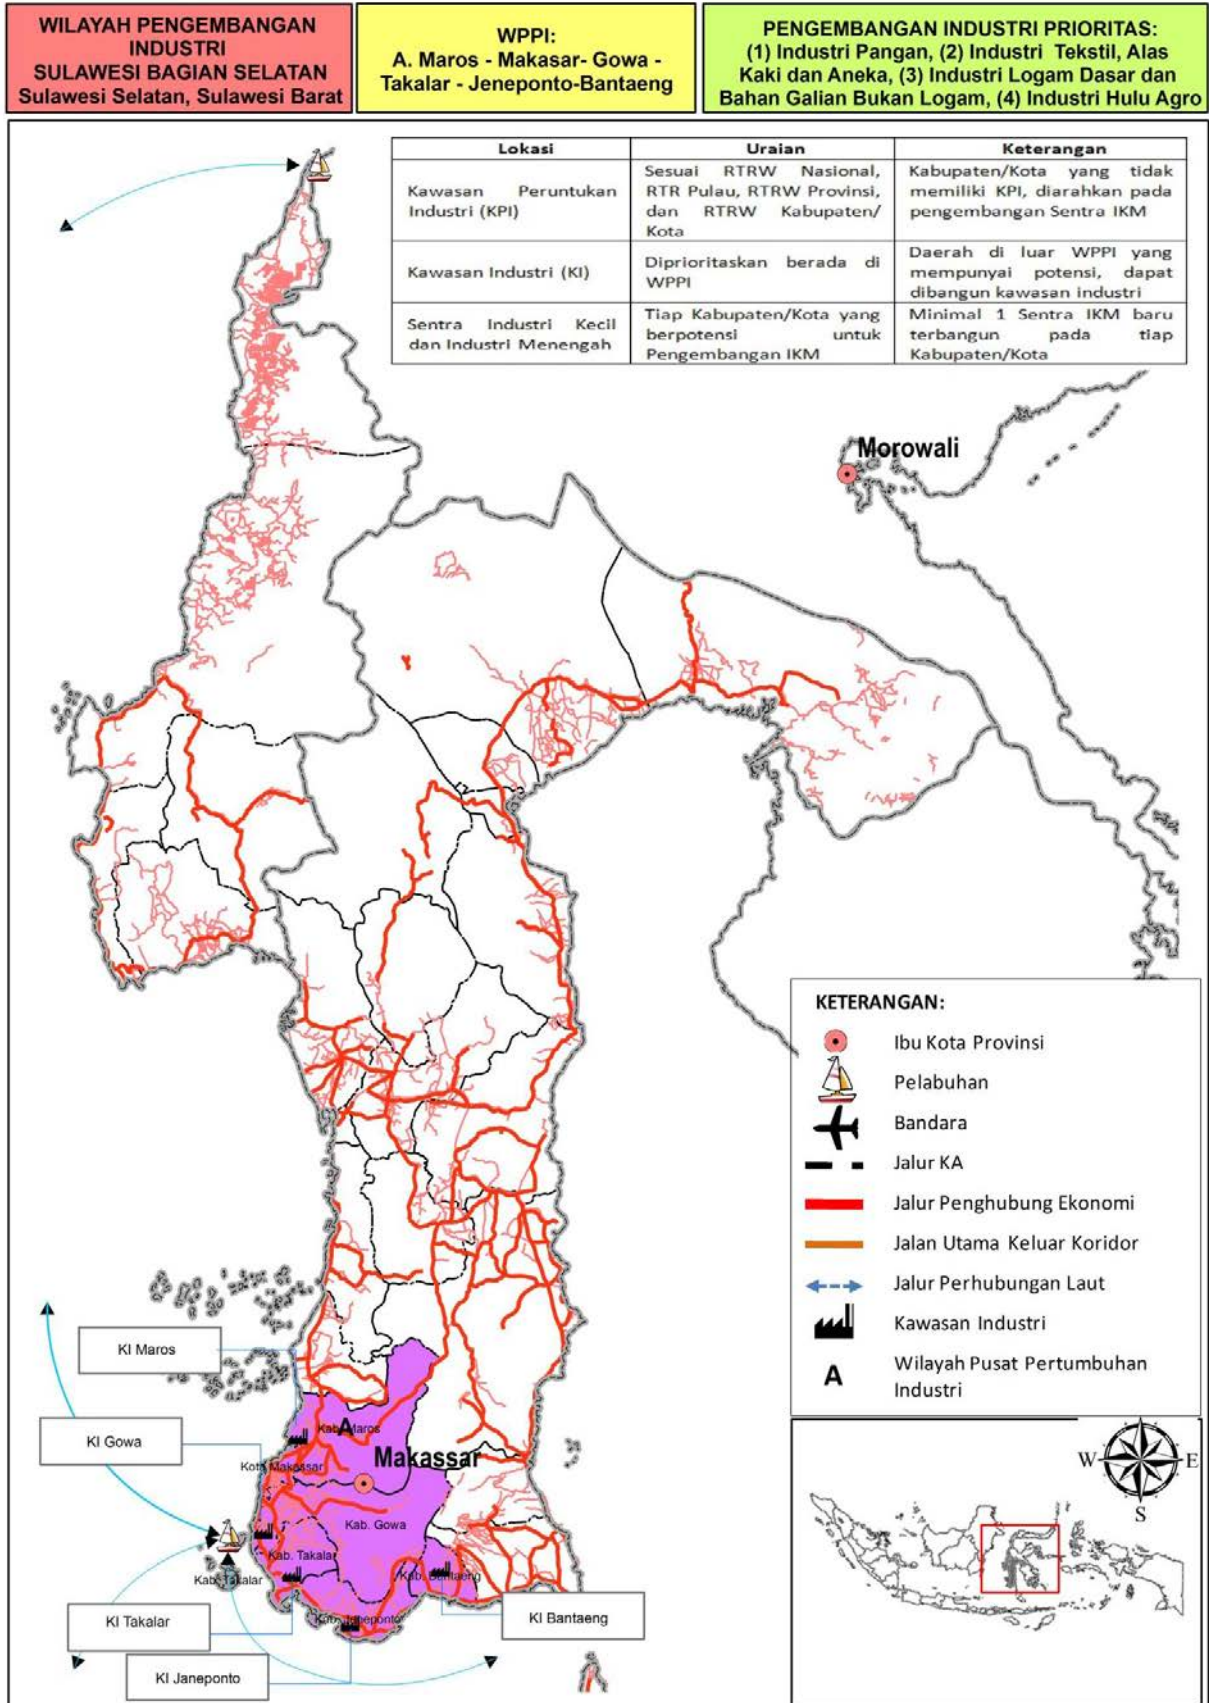 WILAYAH PENGEMBANGAN
INDUSTRI
SULAWESI BAGIAN SELATAN
Sulawesi Selatan, Sulawesi Barat
WPPI:
A. Maros - Makasar- Gowa -
Takalar - Jeneponto-Bantaeng
PENGEMBANGAN INDUSTRI PRIORITAS:
(1) Industri Pangan, (2) Industri Tekstil, Alas
Kaki dan Aneka, (3) Industri Logam Dasar dan
Bahan Galian Bukan Logam, (4) Industri Hulu Agro
Lokasi
Uraian
Keterangan
Kawasan Peruntukan
Industri (KPI)
Sesuai RTRW Nasional,
RTR Pulau, RTRW Provinsi,
dan RTRW Kabupaten/
Kota
Kabupaten/Kota yang tidak
memiliki KPI, diarahkan pada
pengembangan Sentra IKM
Kawasan Industri (KI)
Diprioritaskan berada di
WPPI
Daerah di luar WPPI yang
mempunyai potensi, dapat
dibangun kawasan industri
Sentra Industri Kecil
dan Industri Menengah
Tiap Kabupaten/Kota yang
berpotensi untuk
Pengembangan IKM
Minimal 1 Sentra IKM baru
terbangun pada tiap
Kabupaten/Kota
Morowali
KETERANGAN:
Ibu Kota Provinsi
Pelabuhan
Bandara
Jalur KA
Jalur Penghubung Ekonomi
Jalan Utama Keluar Koridor
Jalur Perhubungan Laut
Kawasan Industri
A
Wilayah Pusat Pertumbuhan
Industri
KI Maros
KI Gowa
Kab. Maros
A
Makassar
Kota Makassar
Kab. Gowa
Kab. Takalar
Kab. Takalar
Kab. Bantaeng
Kab. Jeneponto
KI Takalar
KI Janeponto
KI Bantaeng
W
E
S